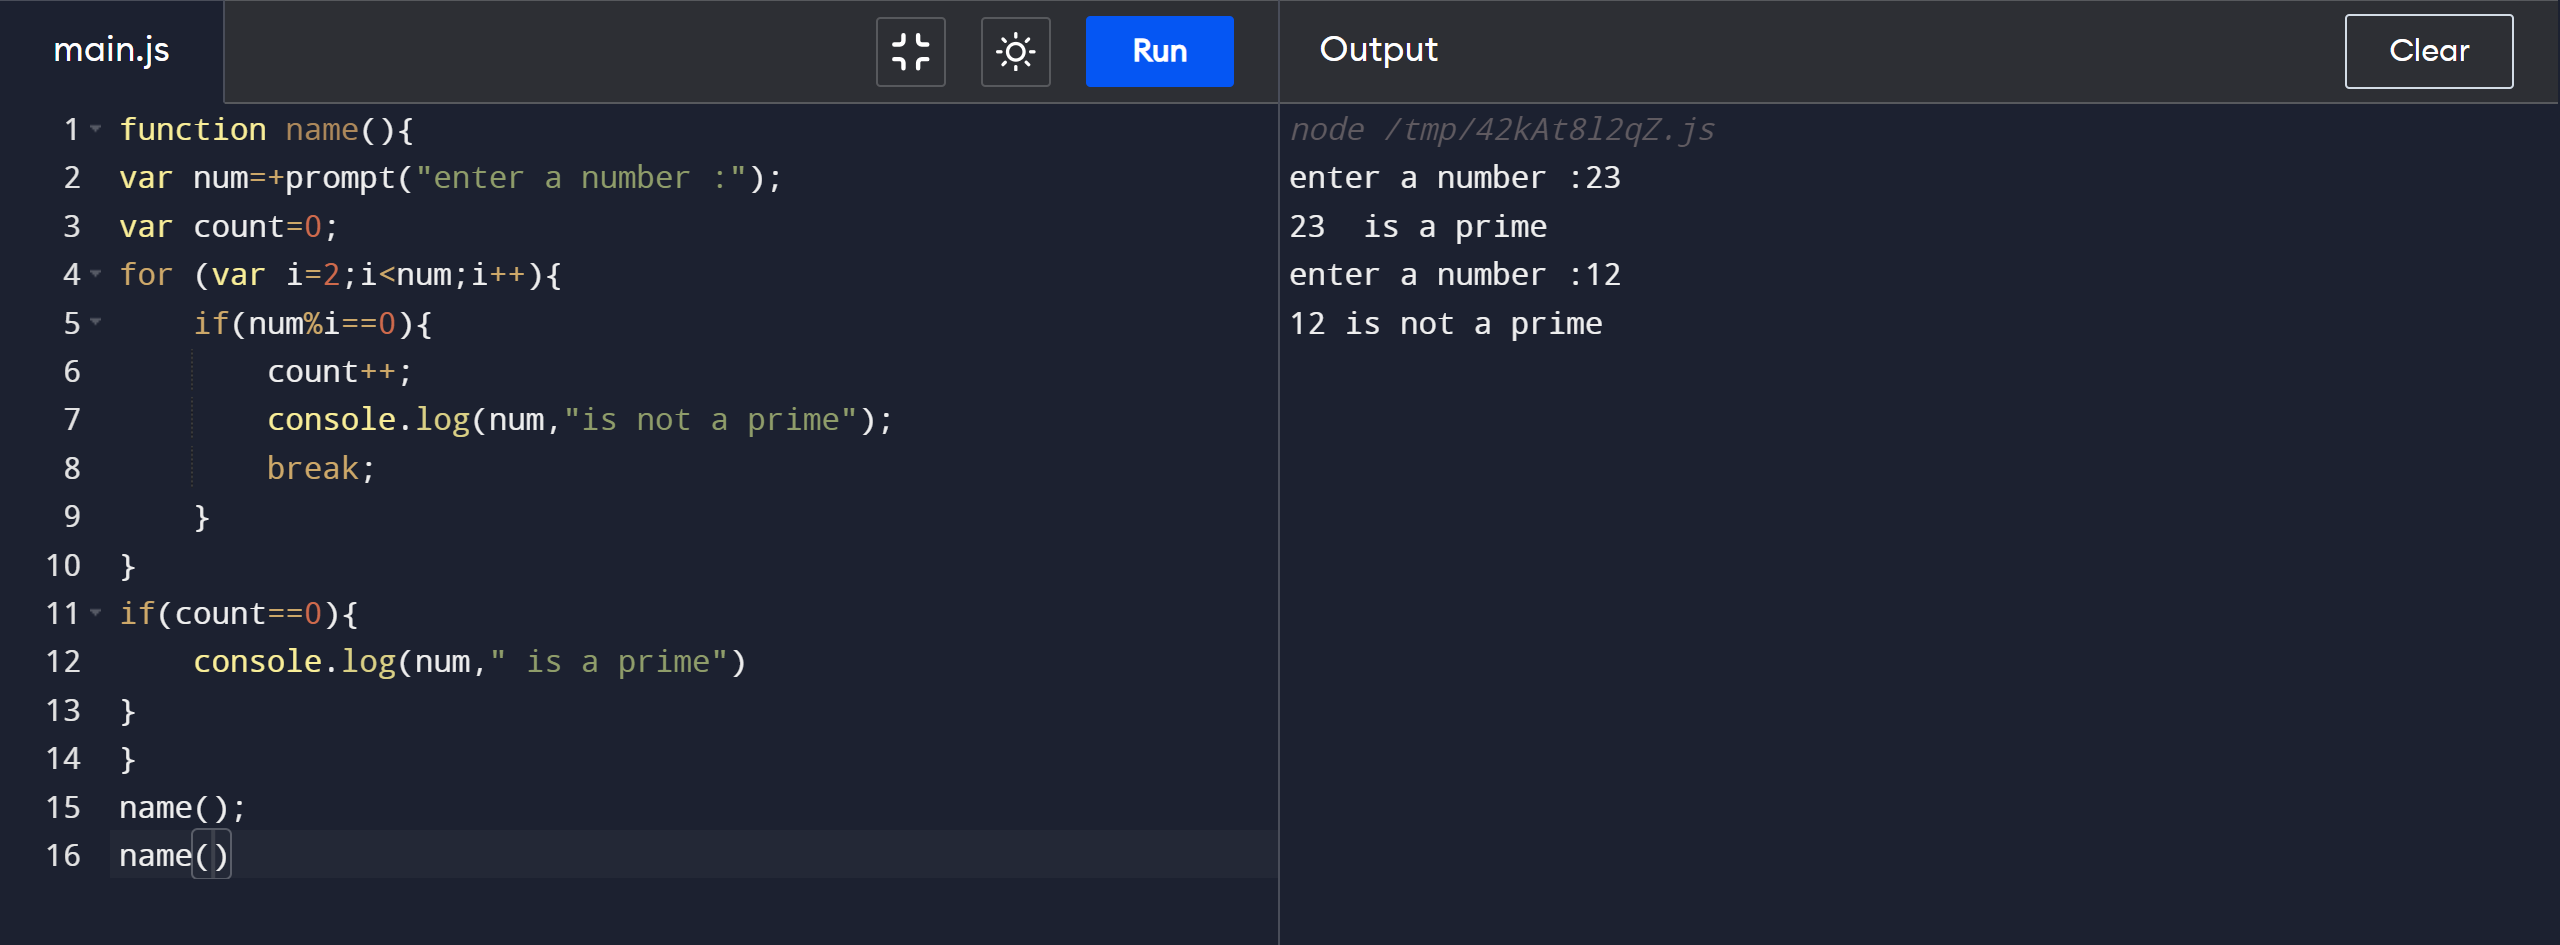 main.js
Run
Output
Clear
1 function name(){
2 var num=+prompt("enter a number :");
3 var count=0;
4 for (var i=2;i<num;i++){
5     if(num%i==0){
6         count++;
7         console.log(num,"is not a prime");
8         break;
9     }
10 }
11 if(count==0){
12     console.log(num," is a prime")
13 }
14 }
15 name();
16 name()
node /tmp/42kAt8l2qZ.js
enter a number :23
23  is a prime
enter a number :12
12 is not a prime